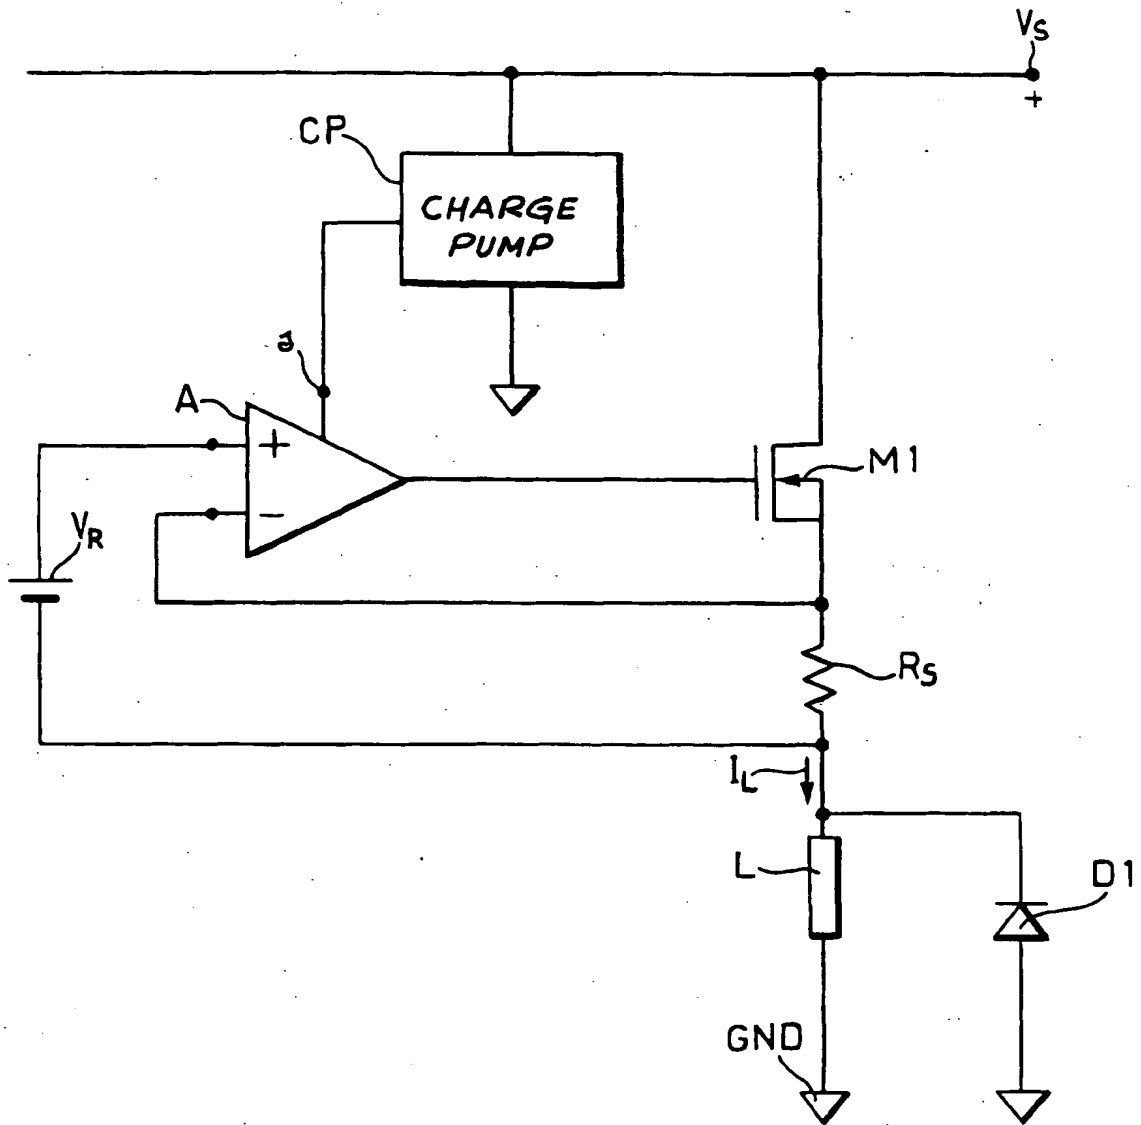 VS
+
CP
CHARGE
PUMP
a
A
+
M1
−
VR
RS
IL
L
D1
GND